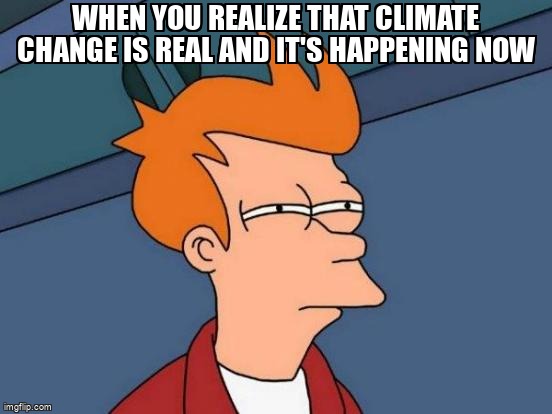 WHEN YOU REALIZE THAT CLIMATE
CHANGE IS REAL AND IT'S HAPPENING NOW
imgflip.com